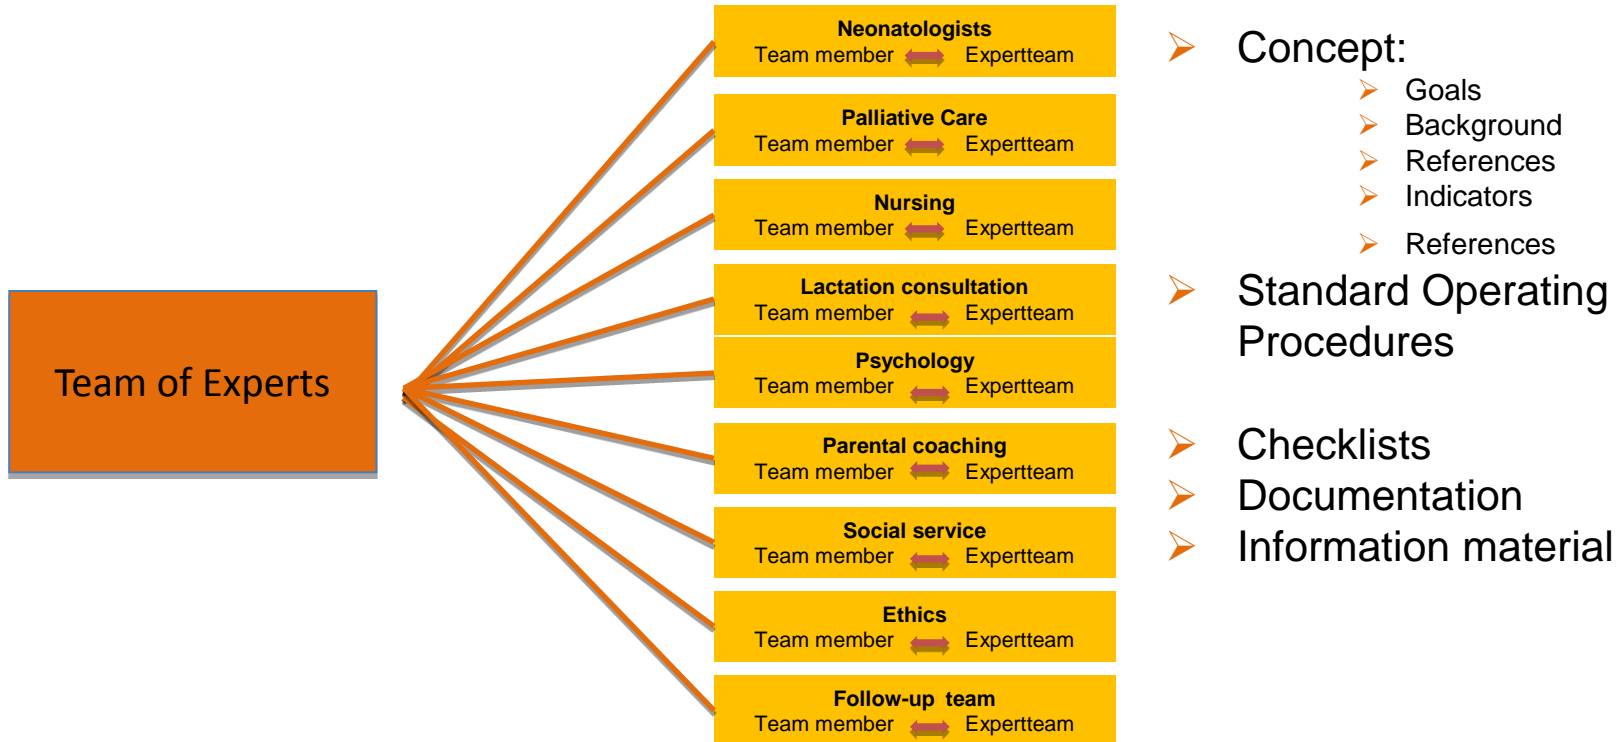 Team of Experts
Neonatologists
Team member Expertteam
Palliative Care
Team member Expertteam
Nursing
Team member Expertteam
Lactation consultation
Team member Expertteam
Psychology
Team member Expertteam
Parental coaching
Team member Expertteam
Social service
Team member Expertteam
Ethics
Team member Expertteam
Follow-up team
Team member Expertteam
Concept:
Goals
Background
References
Indicators
References
Standard Operating
Procedures
Checklists
Documentation
Information material